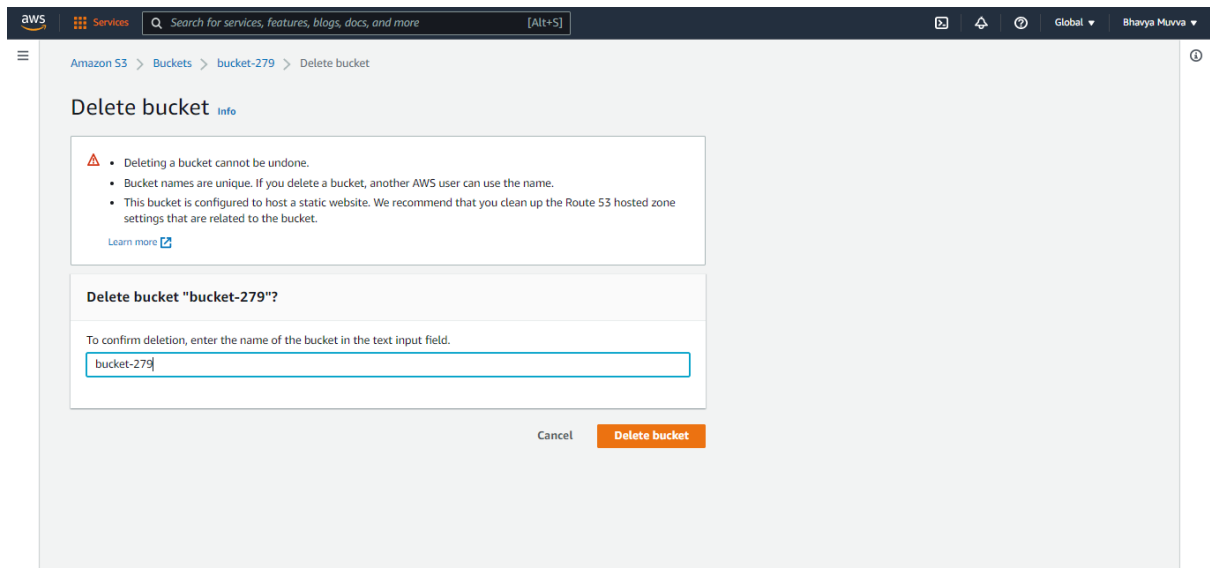 aws Services Search for services, features, blogs, docs, and more [Alt+S] Global Bhavya Muvva
Amazon S3 > Buckets > bucket-279 > Delete bucket
Delete bucket Info
• Deleting a bucket cannot be undone.
• Bucket names are unique. If you delete a bucket, another AWS user can use the name.
• This bucket is configured to host a static website. We recommend that you clean up the Route 53 hosted zone
settings that are related to the bucket.
Learn more
Delete bucket "bucket-279"?
To confirm deletion, enter the name of the bucket in the text input field.
bucket-279
Cancel Delete bucket